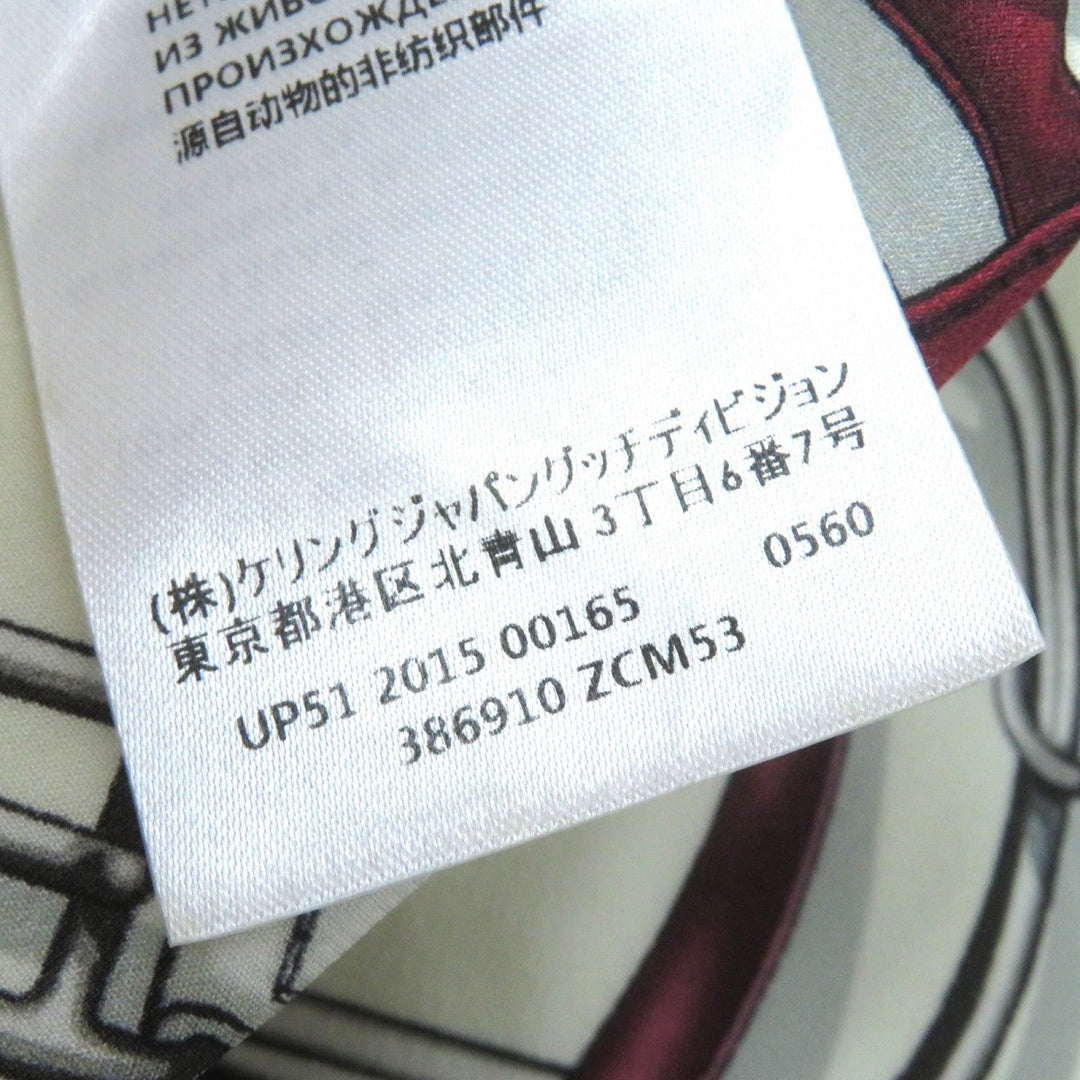 ИЗ ЖИВО
ПРОИЗХОЖДЕ
源自动物的非纺织部件
(株)ケリングジャパングッチディビジョン
東京都港区北青山3丁目6番7号
0560
UP51 2015 00165
386910 ZCM53